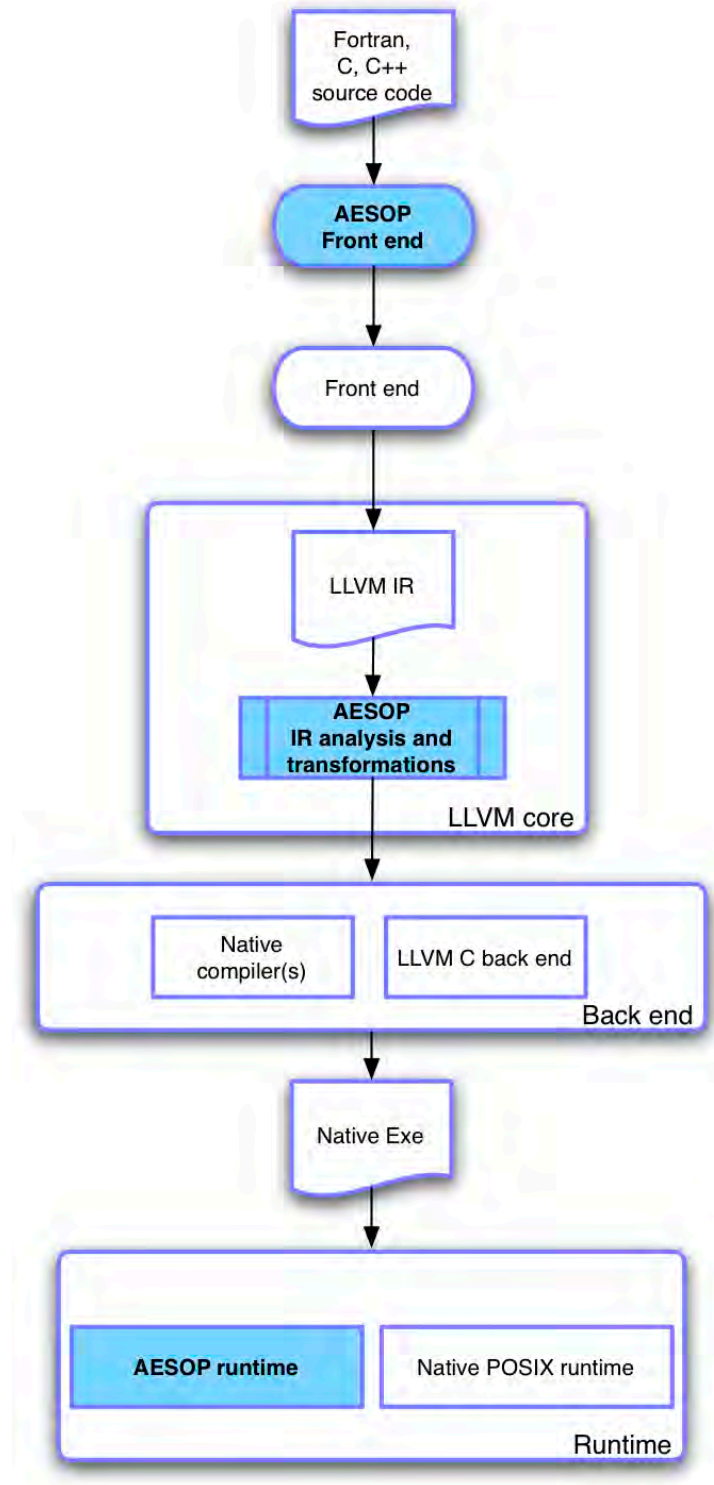 Fortran,
C, C++
source code
AESOP
Front end
Front end
LLVM IR
AESOP
IR analysis and
transformations
LLVM core
Native
compiler(s)
LLVM C back end
Back end
Native Exe
AESOP runtime
Native POSIX runtime
Runtime